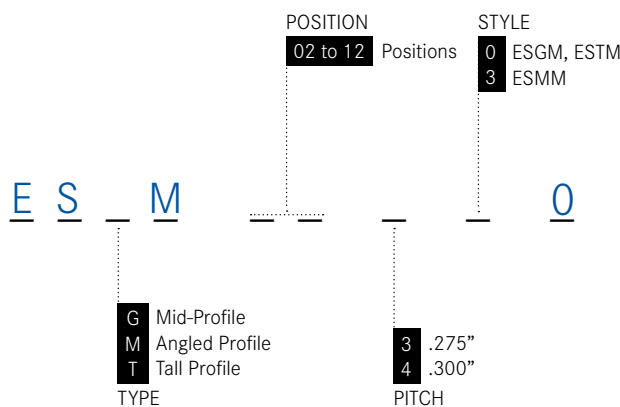 POSITION
02 to 12 Positions
STYLE
0 ESGM, ESTM
3 ESMM
E S _ M _ _ _ _ 0
G Mid-Profile
M Angled Profile
T Tall Profile
TYPE
3 .275”
4 .300”
PITCH